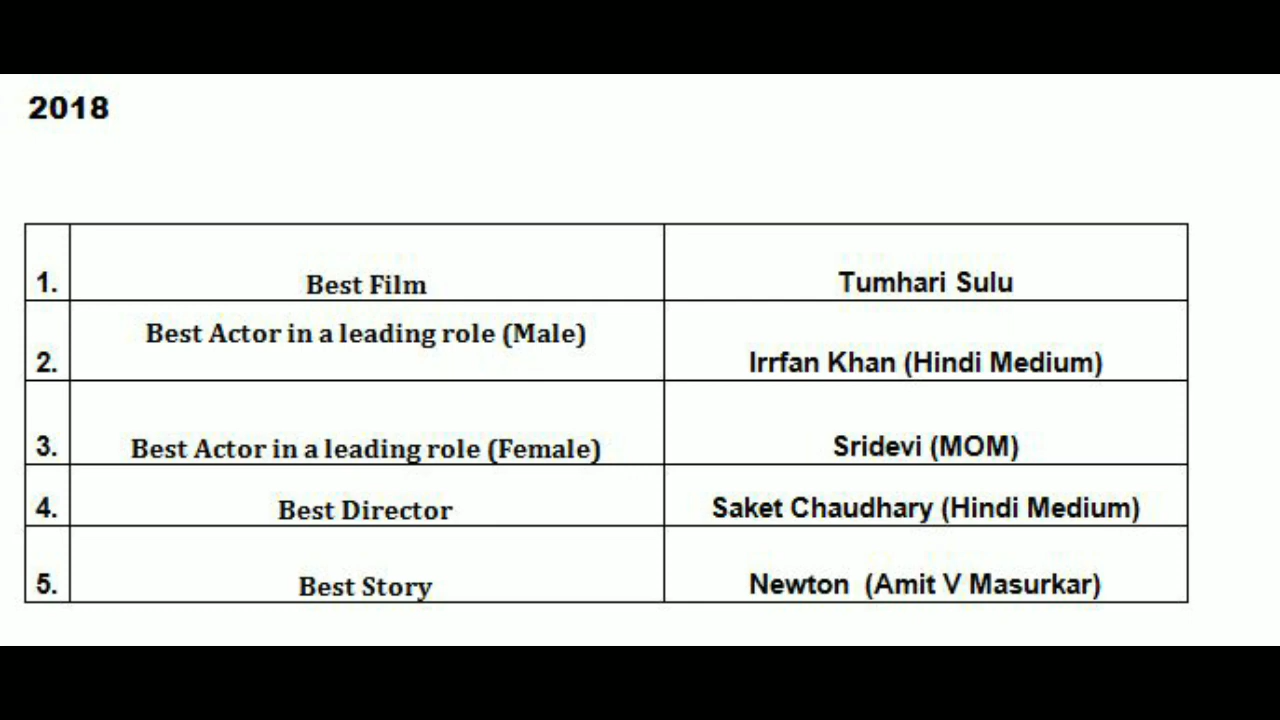 2018
1. Best Film Tumhari Sulu
Best Actor in a leading role (Male)
2. Irrfan Khan (Hindi Medium)
3. Best Actor in a leading role (Female) Sridevi (MOM)
4. Best Director Saket Chaudhary (Hindi Medium)
5. Best Story Newton (Amit V Masurkar)